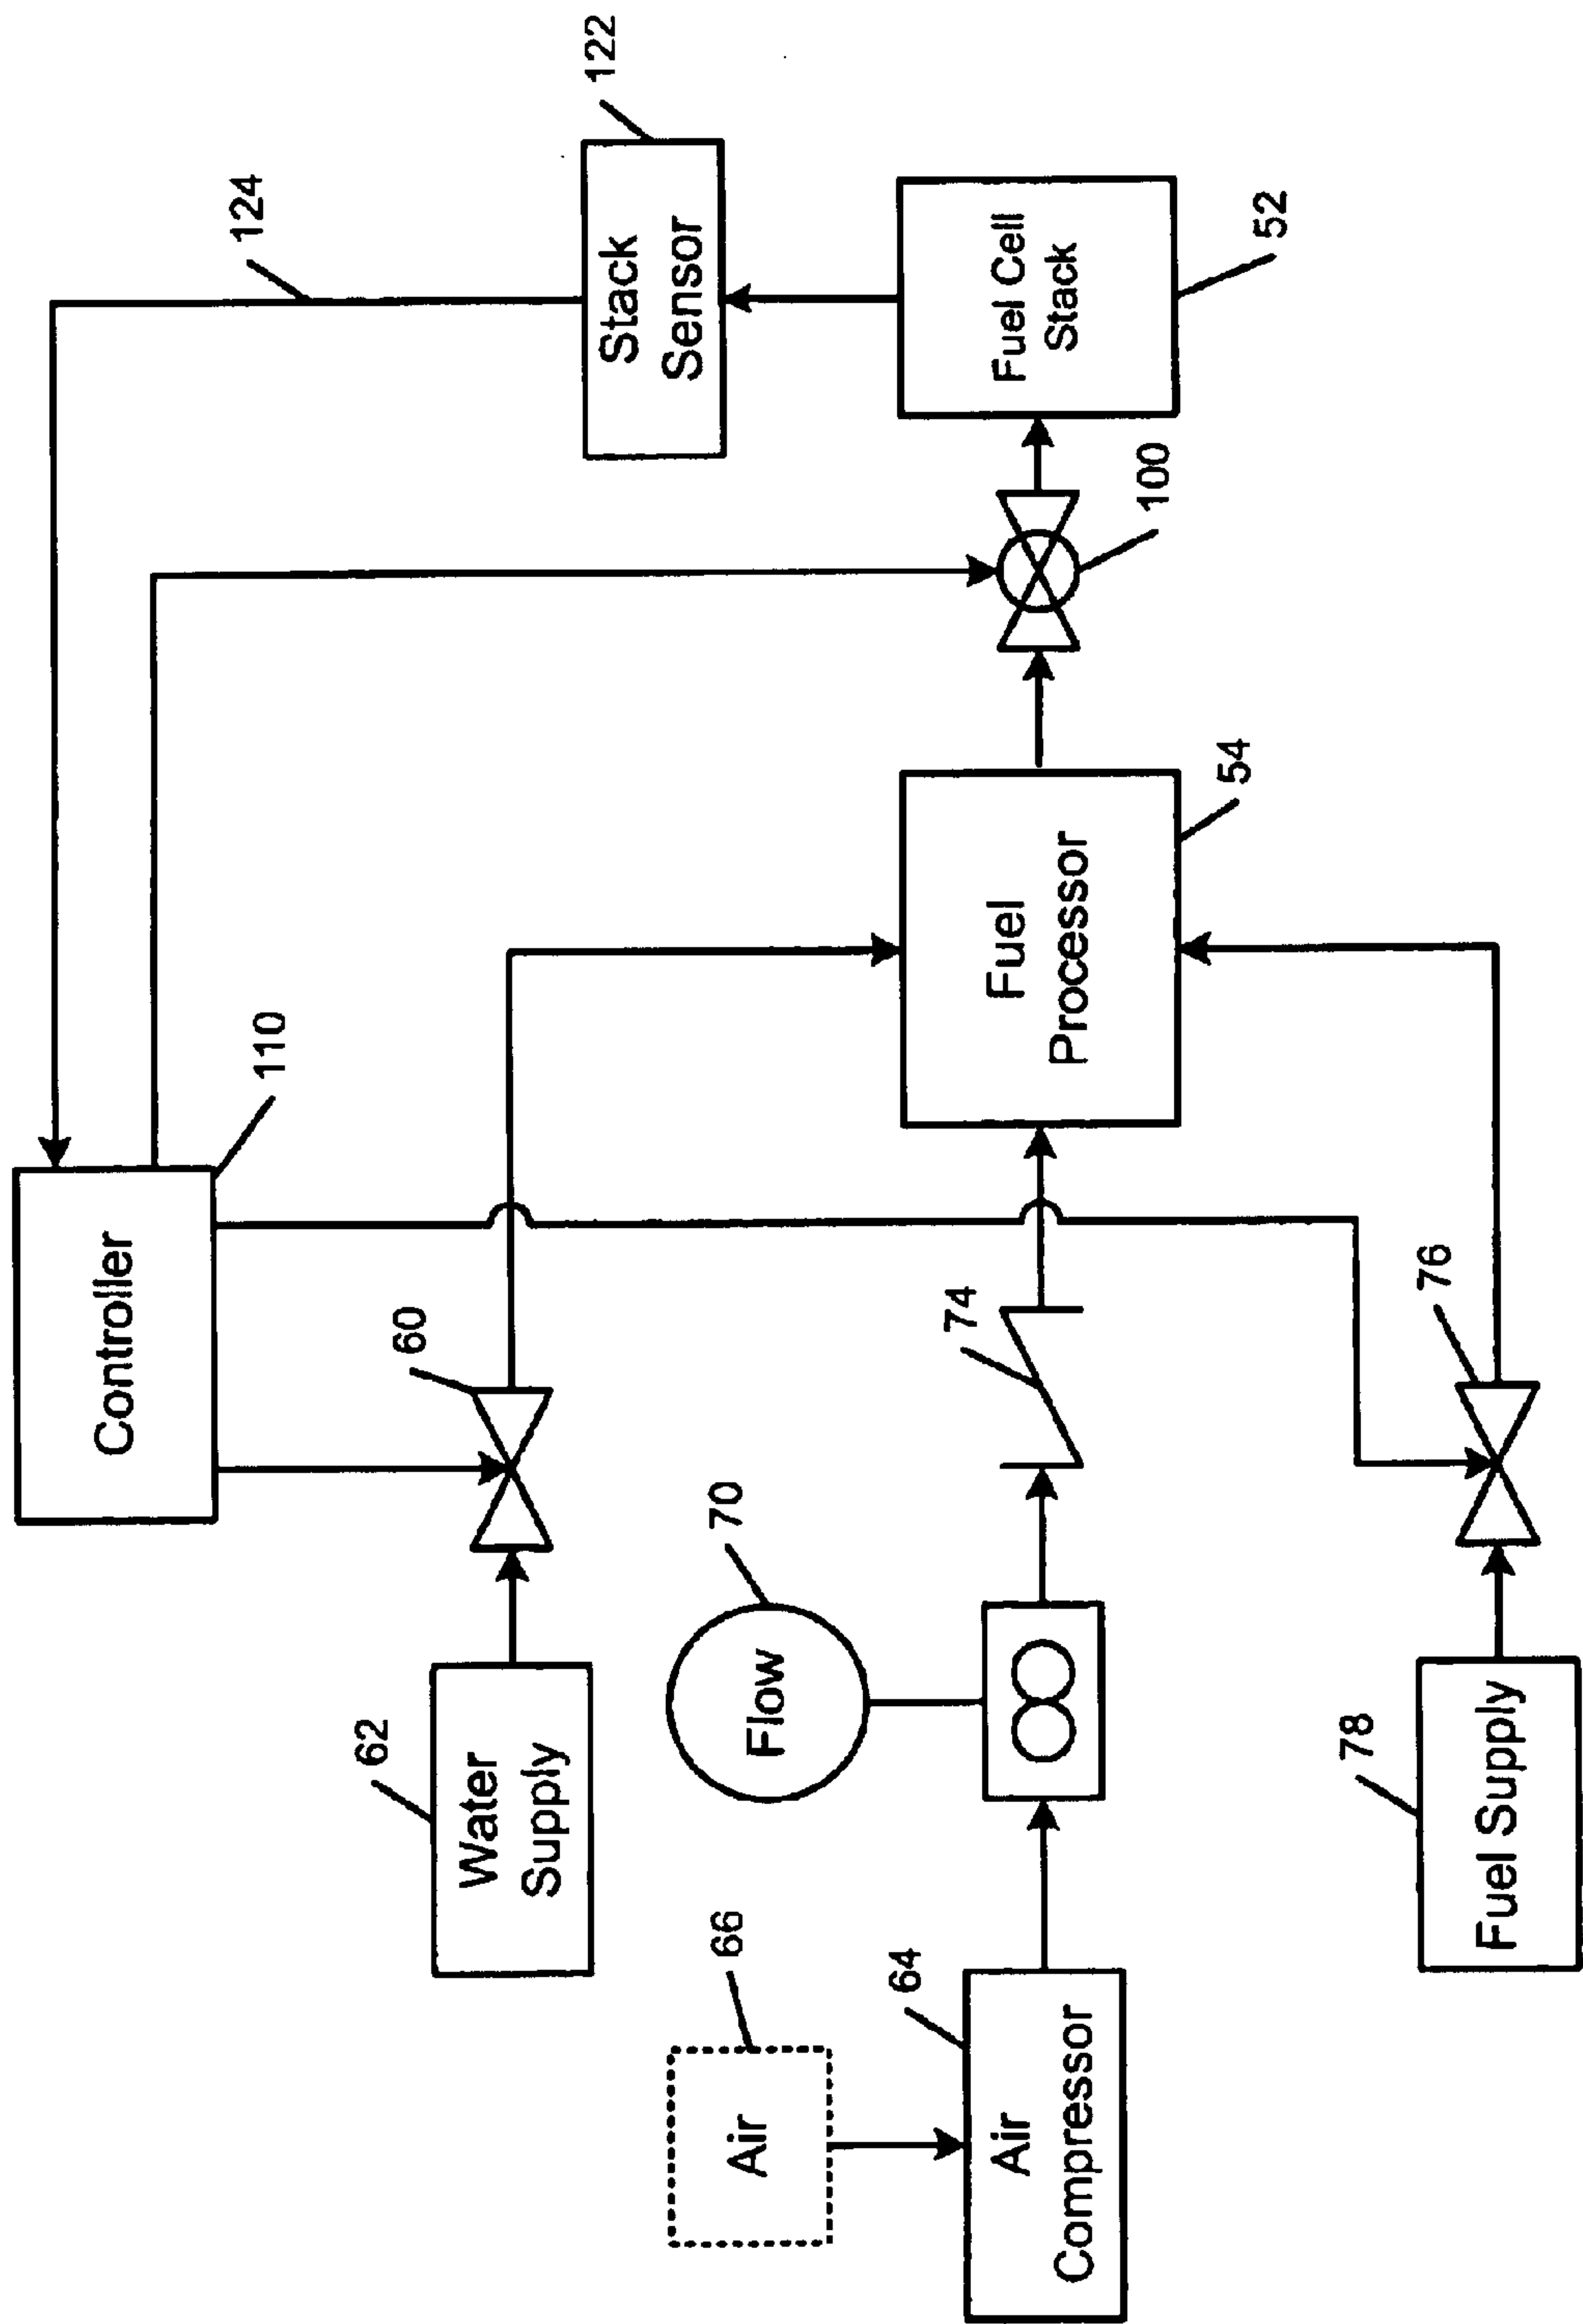 124
122
Stack
Sensor
Controller
110
60
62
Water
Supply
70
Flow
66
Air
64
Air
Compressor
74
Fuel
Processor
54
100
Fuel Cell
Stack
52
78
Fuel Supply
76